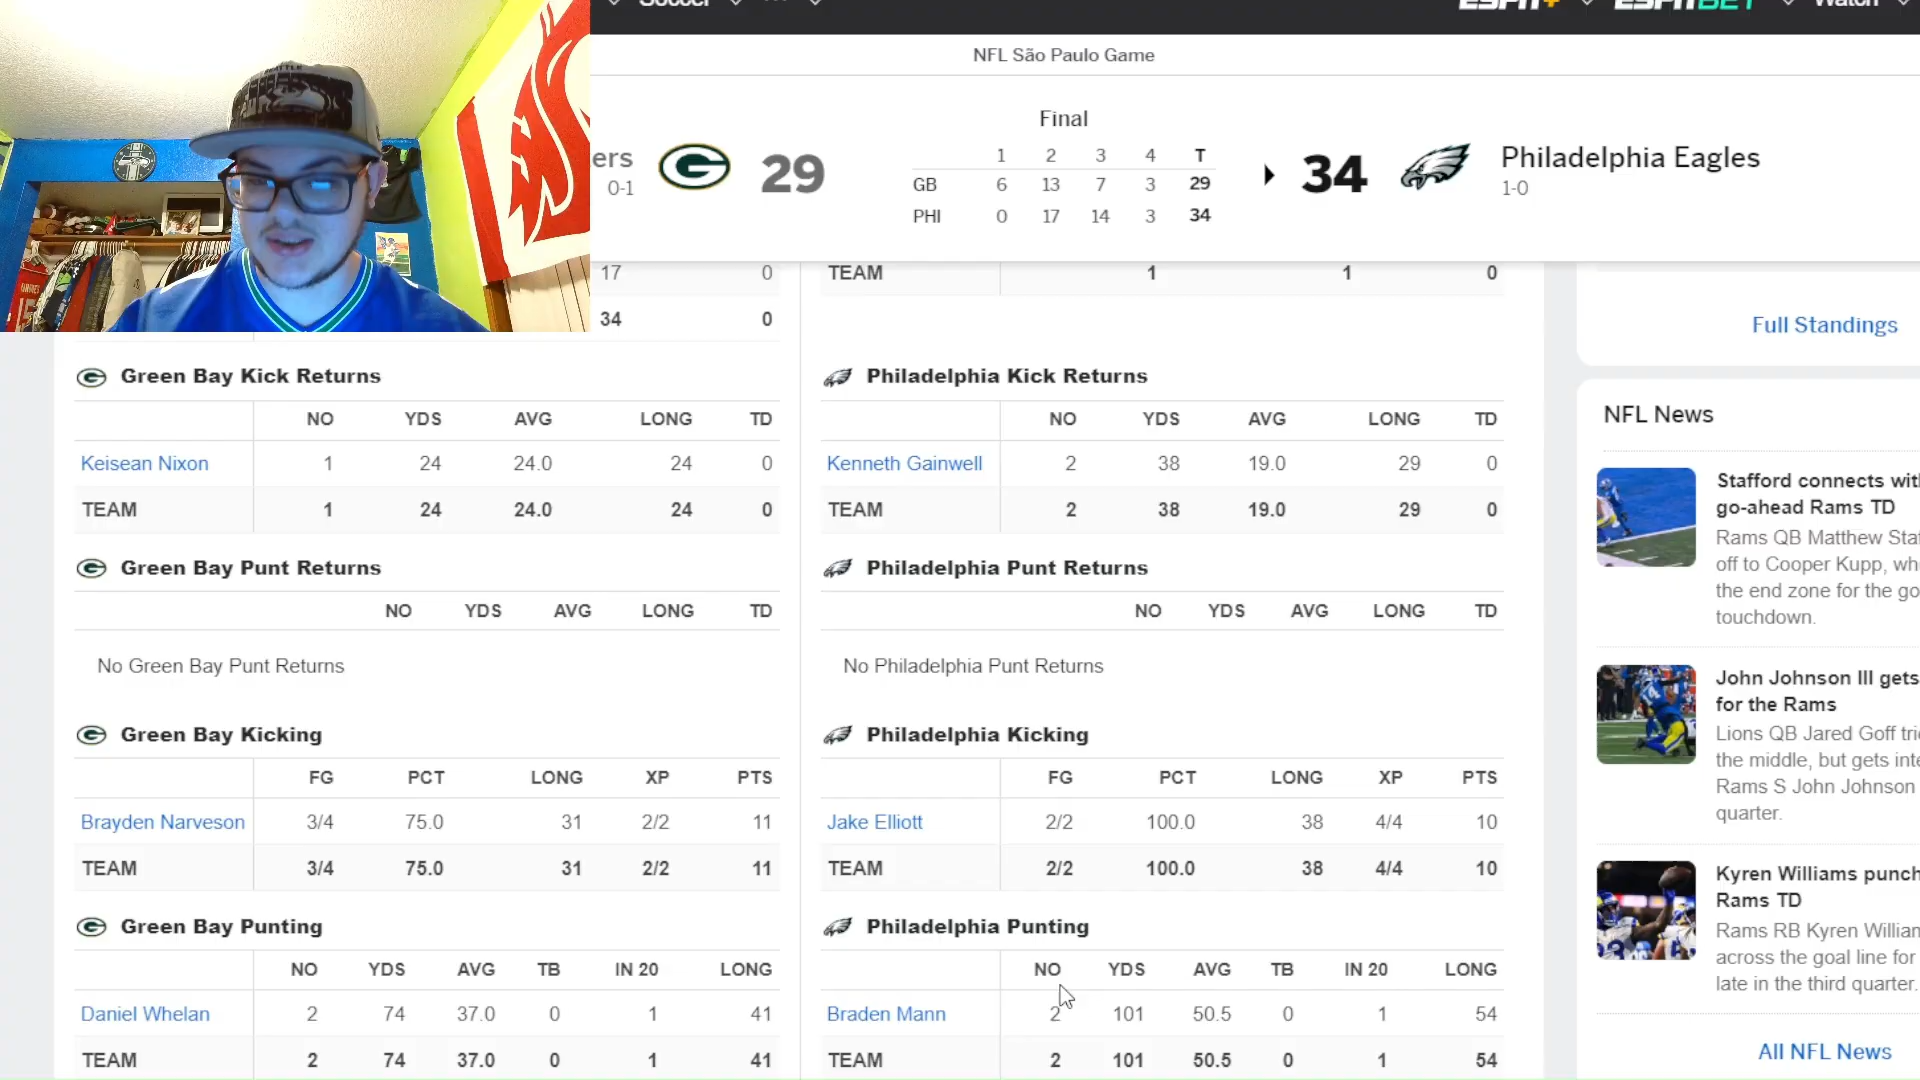 Soccer ESPN+ ESPN BET Watch
NFL São Paulo Game
Final
ers
0-1
29
1 2 3 4 T
GB 6 13 7 3 29
PHI 0 17 14 3 34
34
Philadelphia Eagles
1-0
17 0
34 0
TEAM 1 1 0
Full Standings
Green Bay Kick Returns
NO YDS AVG LONG TD
Keisean Nixon 1 24 24.0 24 0
TEAM 1 24 24.0 24 0
Philadelphia Kick Returns
NO YDS AVG LONG TD
Kenneth Gainwell 2 38 19.0 29 0
TEAM 2 38 19.0 29 0
Green Bay Punt Returns
NO YDS AVG LONG TD
No Green Bay Punt Returns
Philadelphia Punt Returns
NO YDS AVG LONG TD
No Philadelphia Punt Returns
Green Bay Kicking
FG PCT LONG XP PTS
Brayden Narveson 3/4 75.0 31 2/2 11
TEAM 3/4 75.0 31 2/2 11
Philadelphia Kicking
FG PCT LONG XP PTS
Jake Elliott 2/2 100.0 38 4/4 10
TEAM 2/2 100.0 38 4/4 10
Green Bay Punting
NO YDS AVG TB IN 20 LONG
Daniel Whelan 2 74 37.0 0 1 41
TEAM 2 74 37.0 0 1 41
Philadelphia Punting
NO YDS AVG TB IN 20 LONG
Braden Mann 2 101 50.5 0 1 54
TEAM 2 101 50.5 0 1 54
NFL News
Stafford connects wit
go-ahead Rams TD
Rams QB Matthew Sta
off to Cooper Kupp, wh
the end zone for the go
touchdown.
John Johnson III gets
for the Rams
Lions QB Jared Goff tri
the middle, but gets inte
Rams S John Johnson
quarter.
Kyren Williams punch
Rams TD
Rams RB Kyren William
across the goal line for
late in the third quarter.
All NFL News